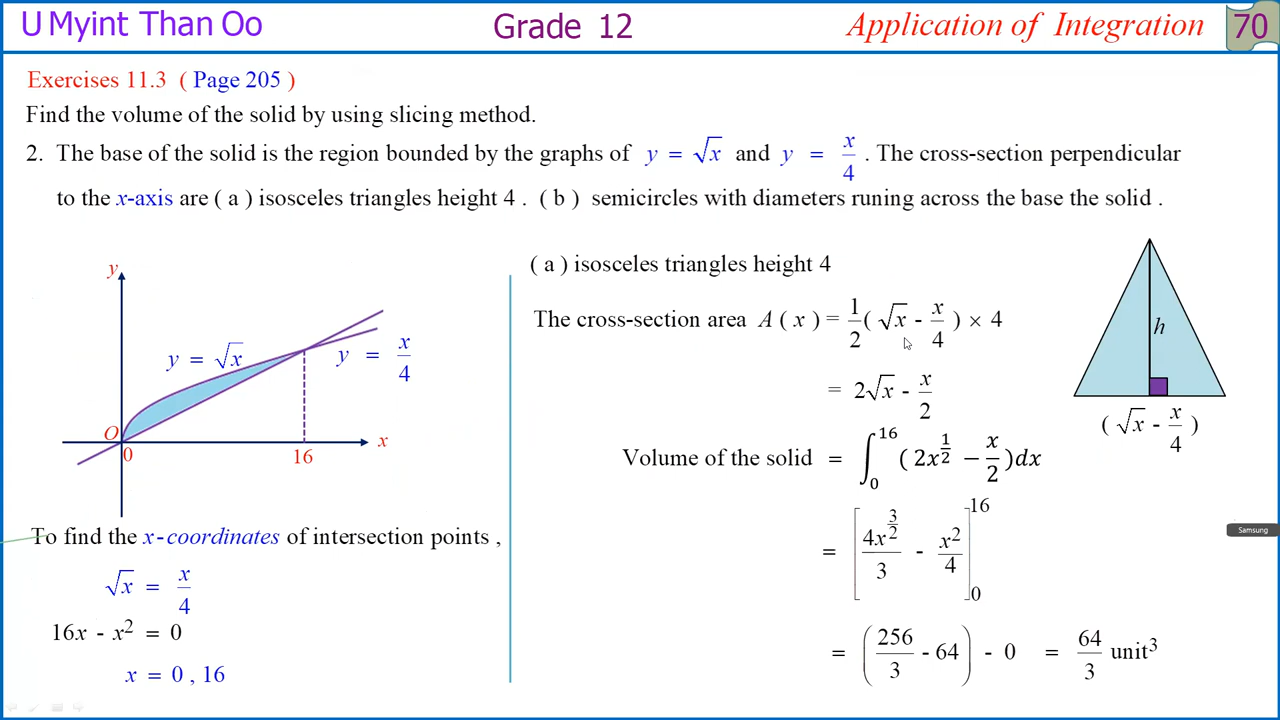 U Myint Than Oo Grade 12 Application of Integration 70
Exercises 11.3 ( Page 205 )
Find the volume of the solid by using slicing method.
2. The base of the solid is the region bounded by the graphs of y = √x and y = x/4 . The cross-section perpendicular
to the x-axis are ( a ) isosceles triangles height 4 . ( b ) semicircles with diameters runing across the base the solid .
y
y = √x
y = x/4
O
0
16
x
To find the x-coordinates of intersection points ,
√x = x/4
16x - x² = 0
x = 0 , 16
( a ) isosceles triangles height 4
The cross-section area A ( x ) = 1/2 ( √x - x/4 ) × 4
= 2√x - x/2
Volume of the solid = ∫₀¹⁶ ( 2x^(1/2) − x/2 )dx
= [ 4x^(3/2)/3 - x²/4 ]₀¹⁶
= ( 256/3 - 64 ) - 0 = 64/3 unit³
h
( √x - x/4 )
Samsung